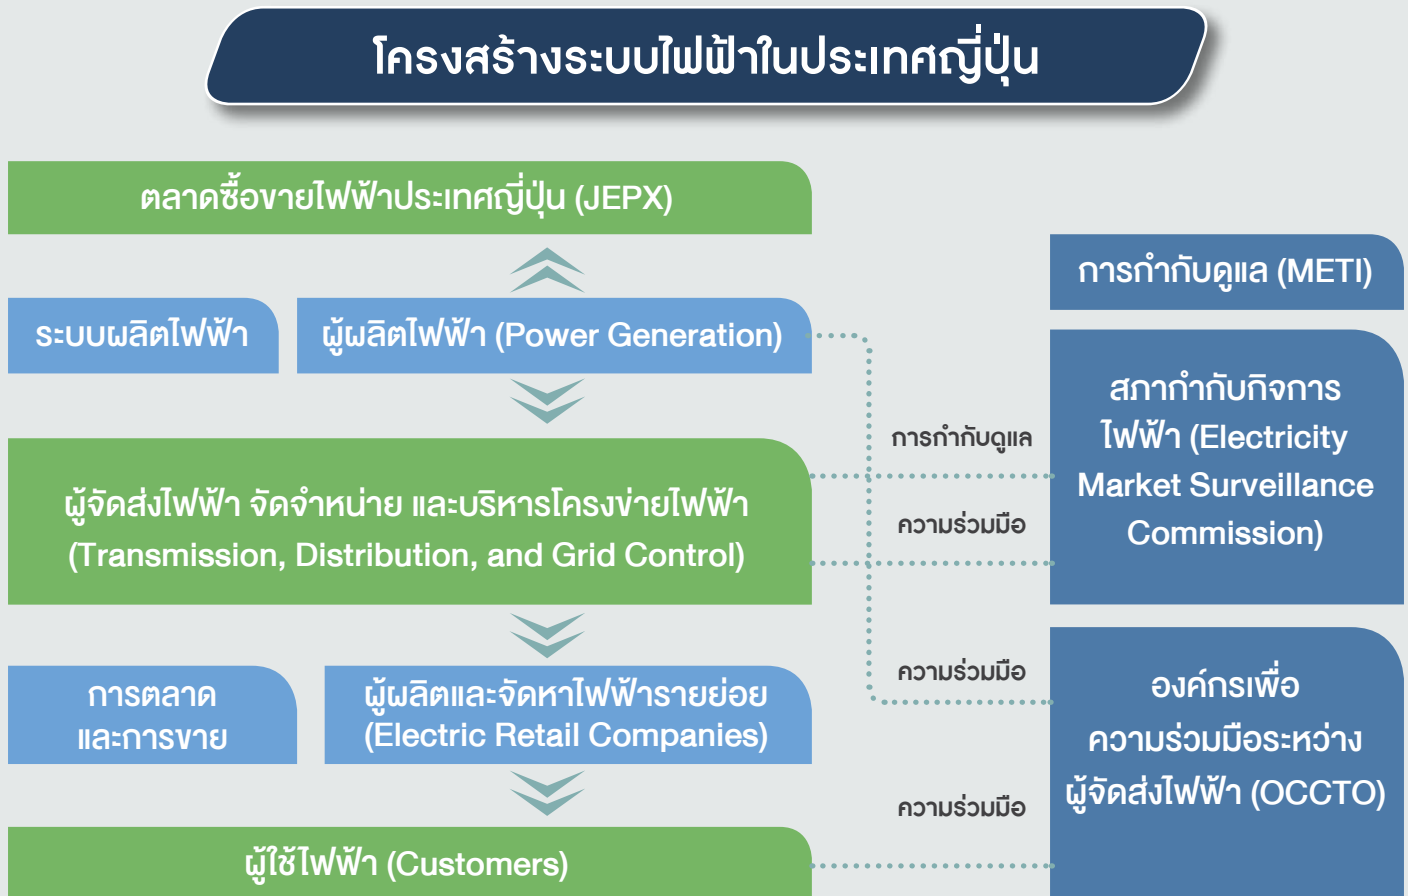 โครงสร้างระบบไฟฟ้าในประเทศญี่ปุ่น
ตลาดซื้อขายไฟฟ้าประเทศญี่ปุ่น (JEPX)
ระบบผลิตไฟฟ้า
ผู้ผลิตไฟฟ้า (Power Generation)
ผู้จัดส่งไฟฟ้า จัดจำหน่าย และบริหารโครงข่ายไฟฟ้า
(Transmission, Distribution, and Grid Control)
การตลาด
และการขาย
ผู้ผลิตและจัดหาไฟฟ้ารายย่อย
(Electric Retail Companies)
ผู้ใช้ไฟฟ้า (Customers)
การกำกับดูแล
ความร่วมมือ
ความร่วมมือ
ความร่วมมือ
การกำกับดูแล (METI)
สภากำกับกิจการ
ไฟฟ้า (Electricity
Market Surveillance
Commission)
องค์กรเพื่อ
ความร่วมมือระหว่าง
ผู้จัดส่งไฟฟ้า (OCCTO)